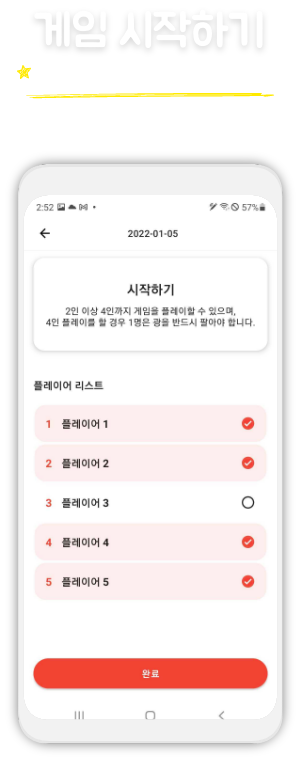 게임 시작하기
2:52 57%
2022-01-05
시작하기
2인 이상 4인까지 게임을 플레이할 수 있으며,
4인 플레이를 할 경우 1명은 광을 반드시 팔아야 합니다.
플레이어 리스트
1 플레이어 1
2 플레이어 2
3 플레이어 3
4 플레이어 4
5 플레이어 5
완료